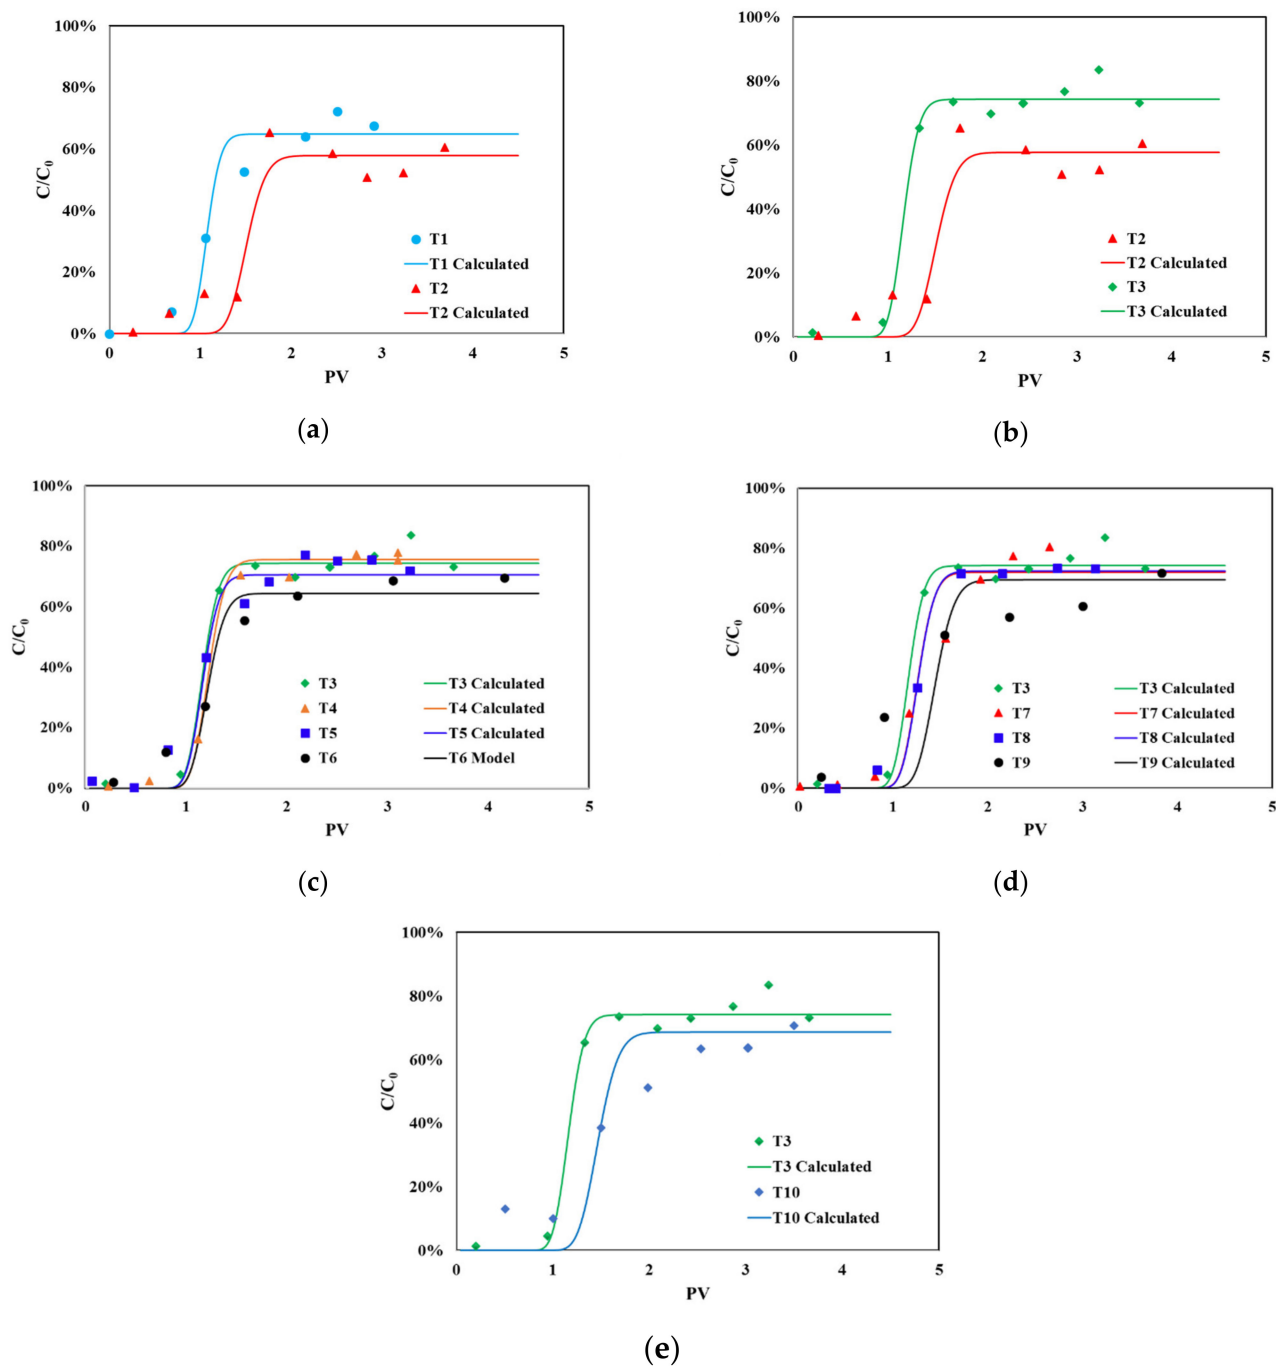 100%
80%
60%
40%
20%
0%
C/C0
T1
T1 Calculated
T2
T2 Calculated
0 1 2 3 4 5
PV
(a)
100%
80%
60%
40%
20%
0%
C/C0
T2
T2 Calculated
T3
T3 Calculated
0 1 2 3 4 5
PV
(b)
100%
80%
60%
40%
20%
0%
C/C0
T3 T3 Calculated
T4 T4 Calculated
T5 T5 Calculated
T6 T6 Model
0 1 2 3 4 5
PV
(c)
100%
80%
60%
40%
20%
0%
C/C0
T3 T3 Calculated
T7 T7 Calculated
T8 T8 Calculated
T9 T9 Calculated
0 1 2 3 4 5
PV
(d)
100%
80%
60%
40%
20%
0%
C/C0
T3
T3 Calculated
T10
T10 Calculated
0 1 2 3 4 5
PV
(e)